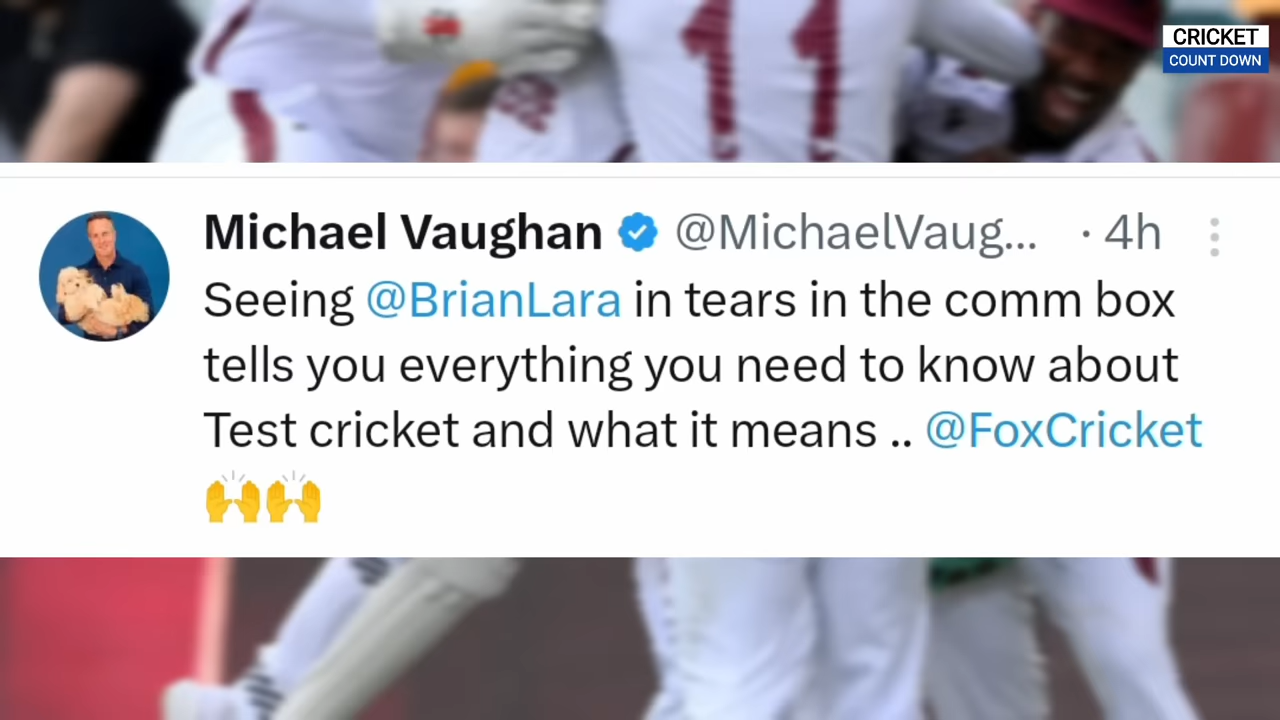 CRICKET
COUNT DOWN
11
Michael Vaughan @MichaelVaug... · 4h
Seeing @BrianLara in tears in the comm box
tells you everything you need to know about
Test cricket and what it means .. @FoxCricket
🙌🙌